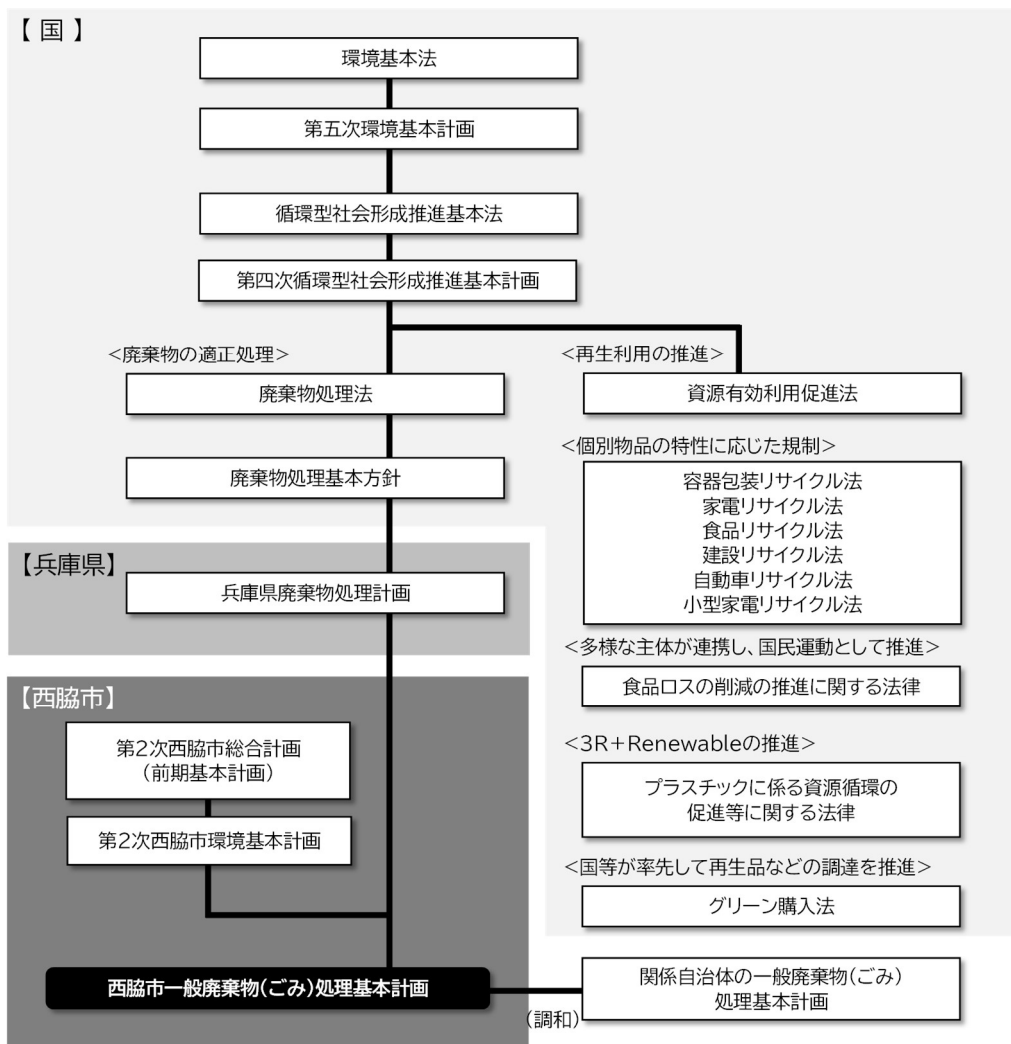 【 国 】
環境基本法
第五次環境基本計画
循環型社会形成推進基本法
第四次循環型社会形成推進基本計画
<廃棄物の適正処理>
廃棄物処理法
廃棄物処理基本方針
<再生利用の推進>
資源有効利用促進法
<個別物品の特性に応じた規制>
容器包装リサイクル法
家電リサイクル法
食品リサイクル法
建設リサイクル法
自動車リサイクル法
小型家電リサイクル法
<多様な主体が連携し、国民運動として推進>
食品ロスの削減の推進に関する法律
<3R+Renewableの推進>
プラスチックに係る資源循環の
促進等に関する法律
<国等が率先して再生品などの調達を推進>
グリーン購入法
【兵庫県】
兵庫県廃棄物処理計画
【西脇市】
第2次西脇市総合計画
(前期基本計画)
第2次西脇市環境基本計画
西脇市一般廃棄物(ごみ)処理基本計画
(調和)
関係自治体の一般廃棄物(ごみ)
処理基本計画